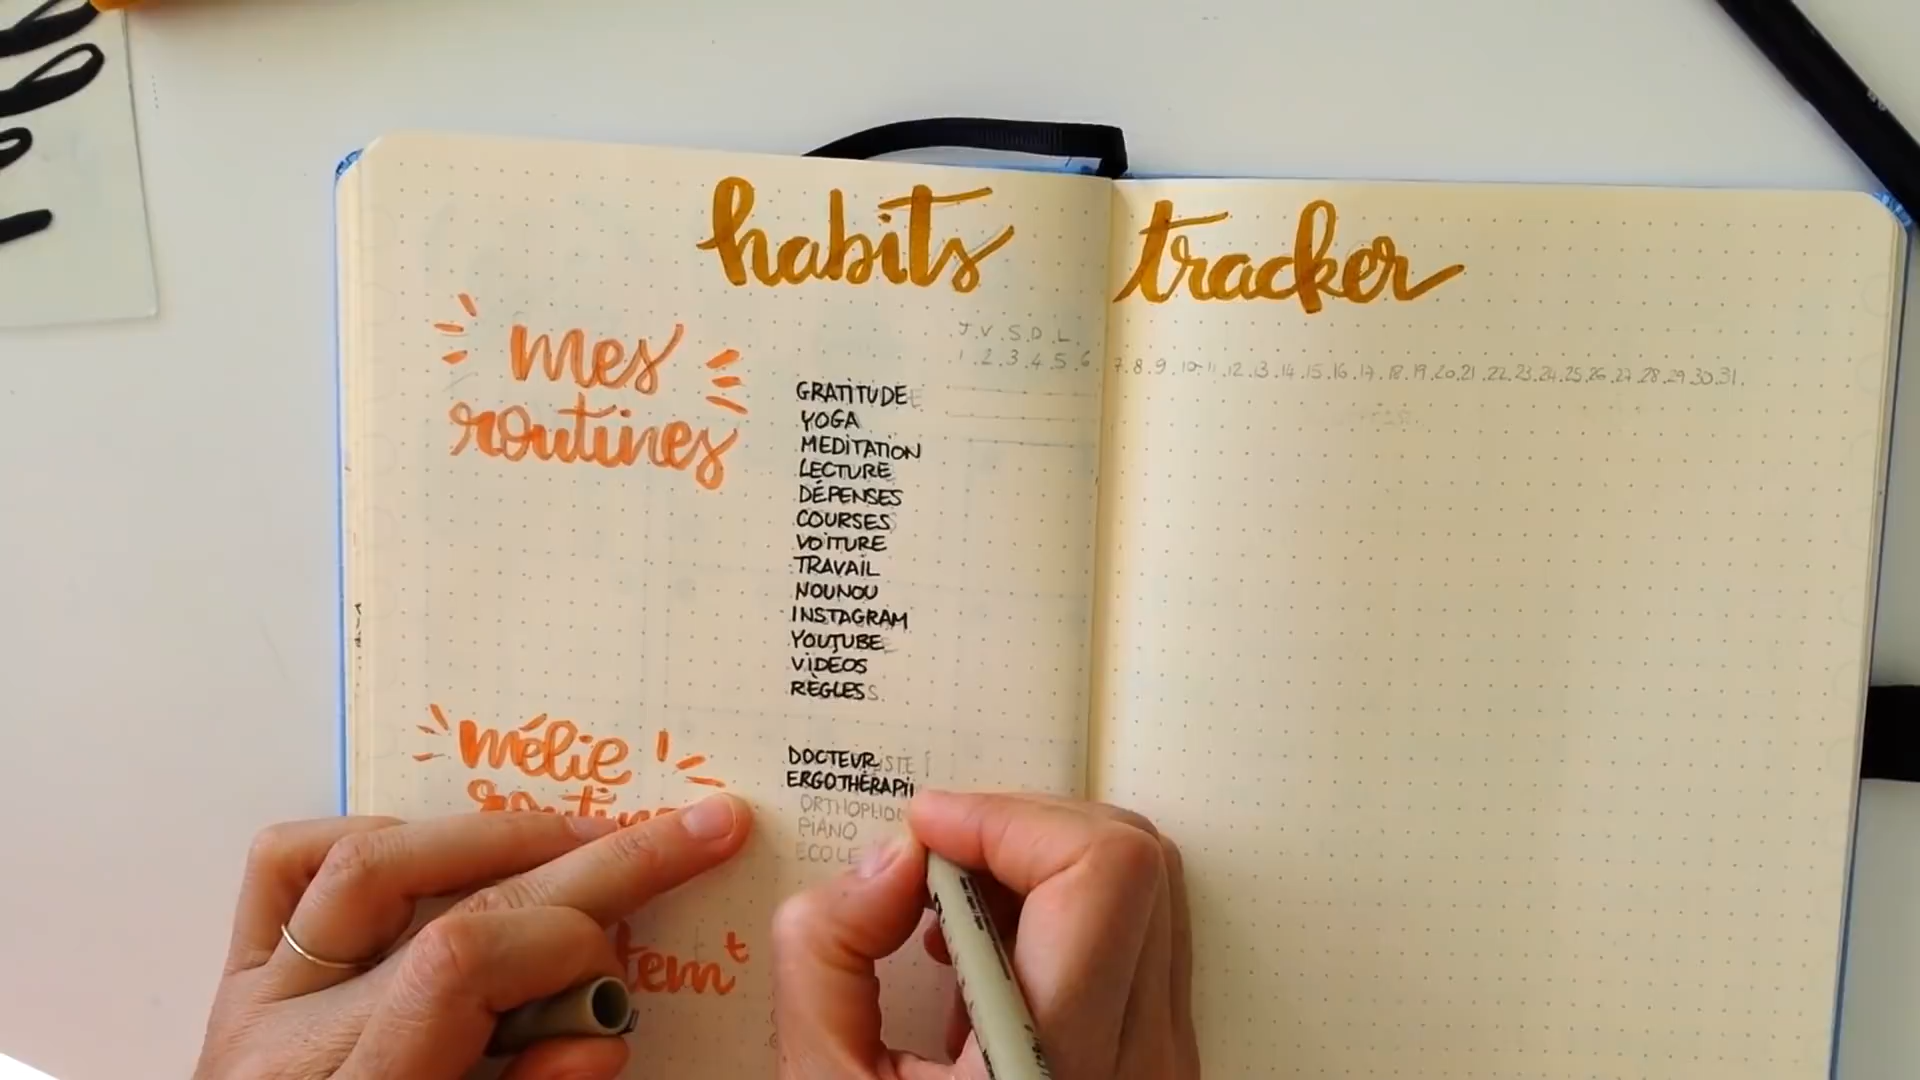 habits tracker
mes
routines
J.V.S.D.L.
1.2.3.4.5.6.7.8.9.10.11.12.13.14.15.16.17.18.19.20.21.22.23.24.25.26.27.28.29.30.31.
GRATITUDE
YOGA
MEDITATION
LECTURE
DÉPENSES
COURSES
VOITURE
TRAVAIL
NOUNOU
INSTAGRAM
YOUTUBE
VIDEOS
RÈGLES
mélie
DOCTEUR
ERGOTHÉRAPI
ORTHOPHO
PIANO
ECOLE
tem t